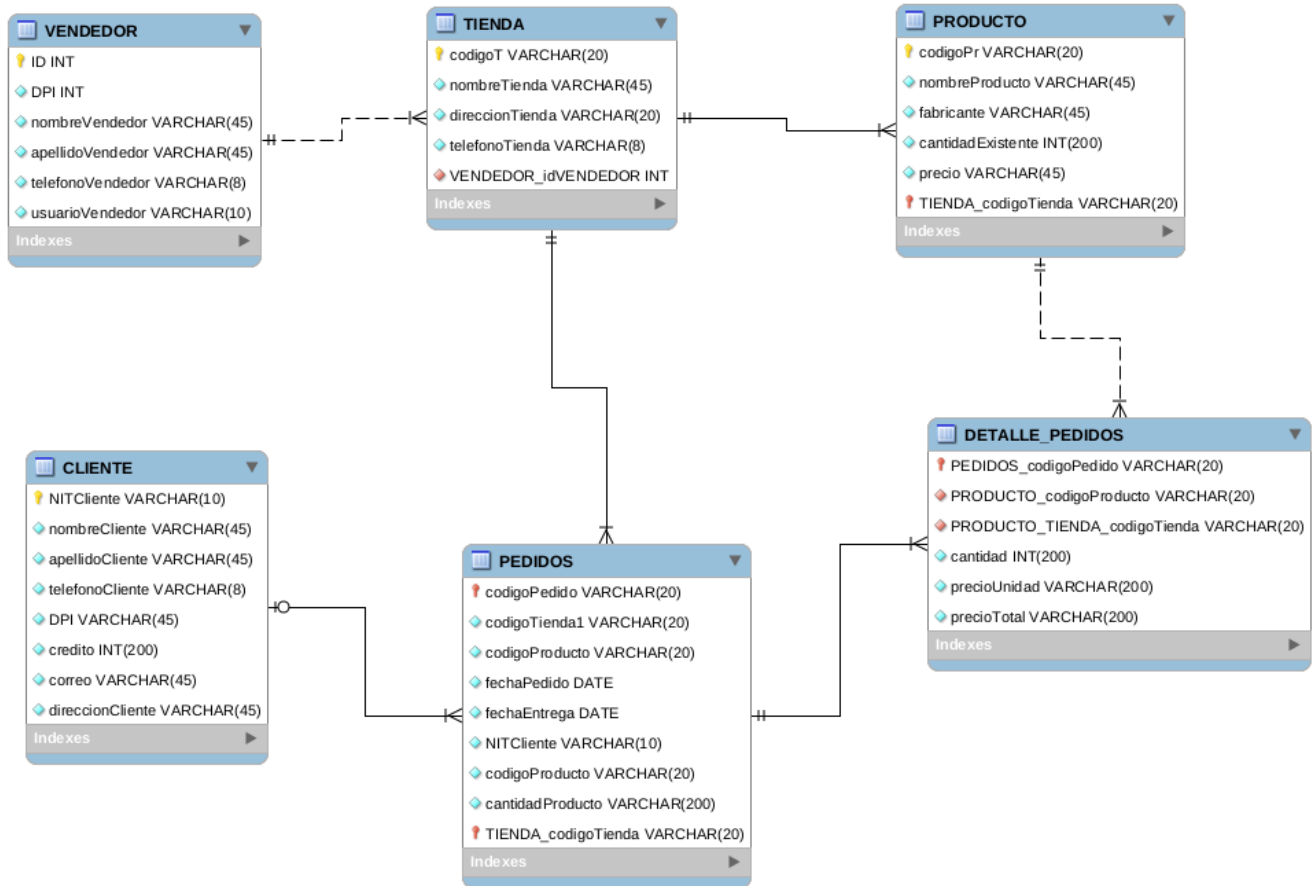 VENDEDOR
ID INT
DPI INT
nombreVendedor VARCHAR(45)
apellidoVendedor VARCHAR(45)
telefonoVendedor VARCHAR(8)
usuarioVendedor VARCHAR(10)
Indexes
TIENDA
codigoT VARCHAR(20)
nombreTienda VARCHAR(45)
direccionTienda VARCHAR(20)
telefonoTienda VARCHAR(8)
VENDEDOR_idVENDEDOR INT
Indexes
PRODUCTO
codigoPr VARCHAR(20)
nombreProducto VARCHAR(45)
fabricante VARCHAR(45)
cantidadExistente INT(200)
precio VARCHAR(45)
TIENDA_codigoTienda VARCHAR(20)
Indexes
CLIENTE
NITCliente VARCHAR(10)
nombreCliente VARCHAR(45)
apellidoCliente VARCHAR(45)
telefonoCliente VARCHAR(8)
DPI VARCHAR(45)
credito INT(200)
correo VARCHAR(45)
direccionCliente VARCHAR(45)
Indexes
PEDIDOS
codigoPedido VARCHAR(20)
codigoTienda1 VARCHAR(20)
codigoProducto VARCHAR(20)
fechaPedido DATE
fechaEntrega DATE
NITCliente VARCHAR(10)
codigoProducto VARCHAR(20)
cantidadProducto VARCHAR(200)
TIENDA_codigoTienda VARCHAR(20)
Indexes
DETALLE_PEDIDOS
PEDIDOS_codigoPedido VARCHAR(20)
PRODUCTO_codigoProducto VARCHAR(20)
PRODUCTO_TIENDA_codigoTienda VARCHAR(20)
cantidad INT(200)
precioUnidad VARCHAR(200)
precioTotal VARCHAR(200)
Indexes